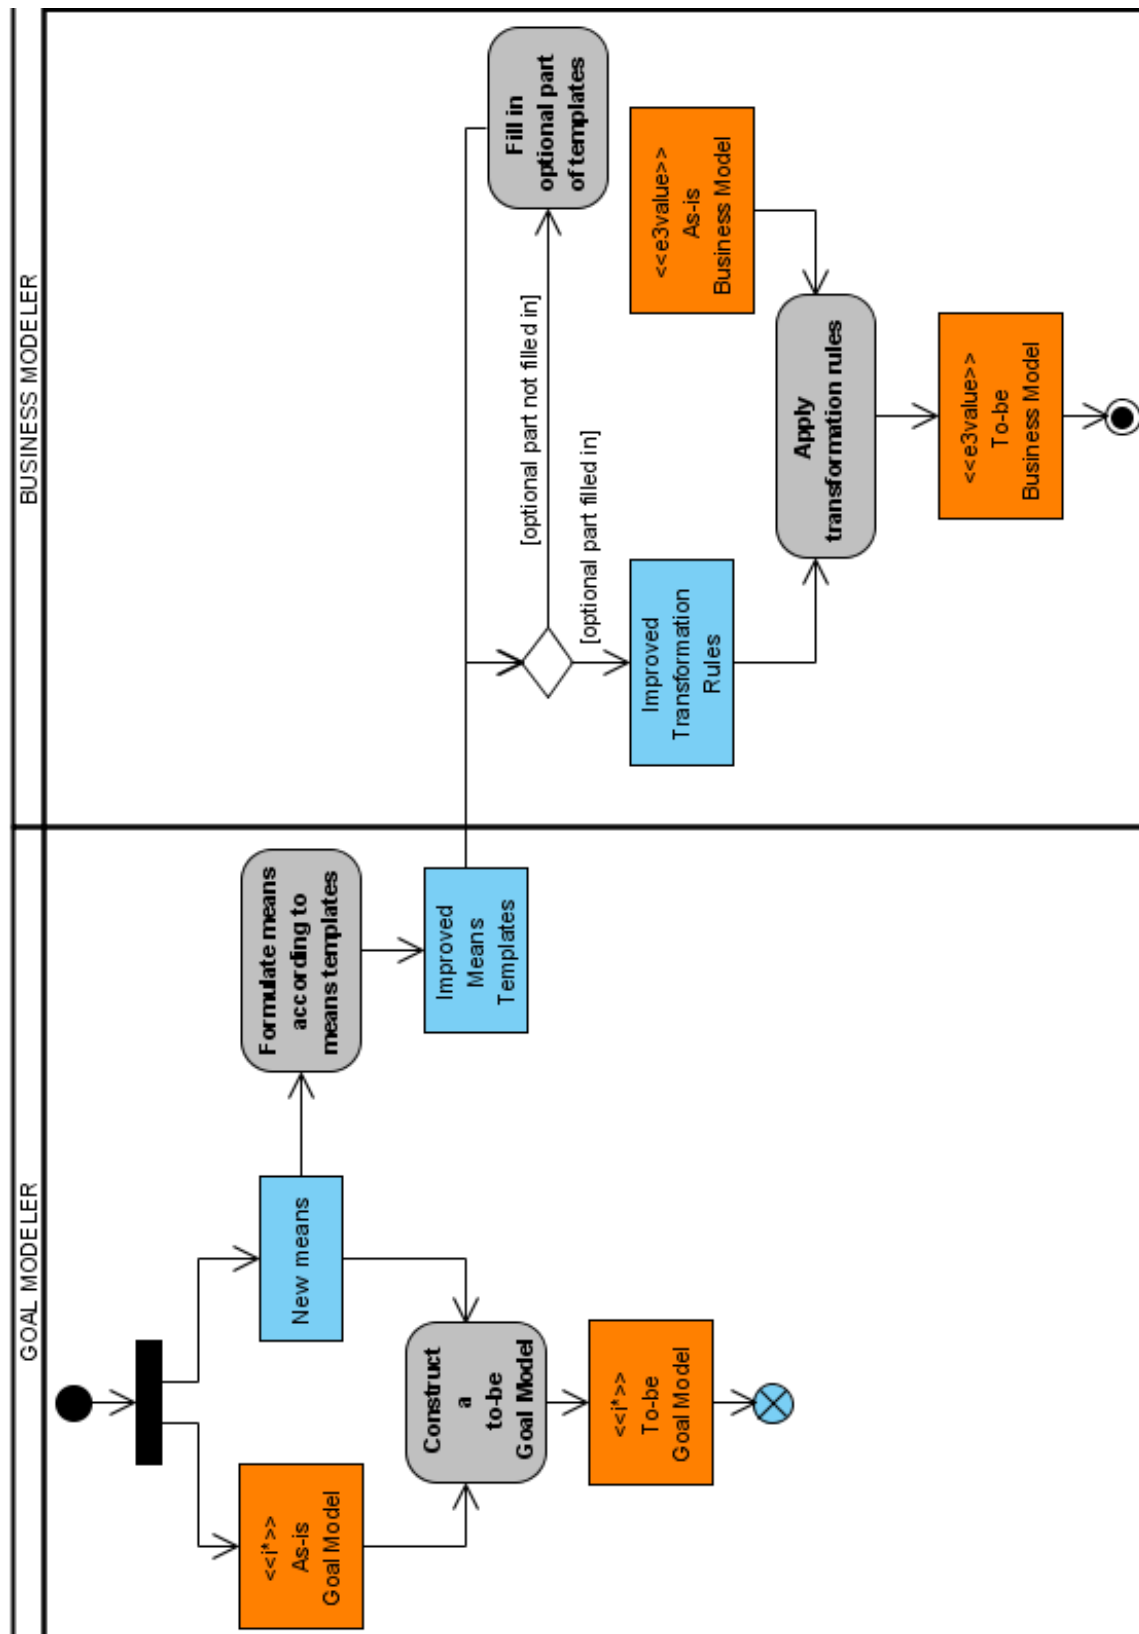 GOAL MODELER
BUSINESS MODELER
<<i*>>
As-is
Goal Model
New means
Formulate means
according to
means templates
Construct
a
to-be
Goal Model
Improved
Means
Templates
<<i*>>
To-be
Goal Model
Fill in
optional part
of templates
[optional part not filled in]
[optional part filled in]
Improved
Transformation
Rules
<<e3value>>
As-is
Business Model
Apply
transformation rules
<<e3value>>
To-be
Business Model